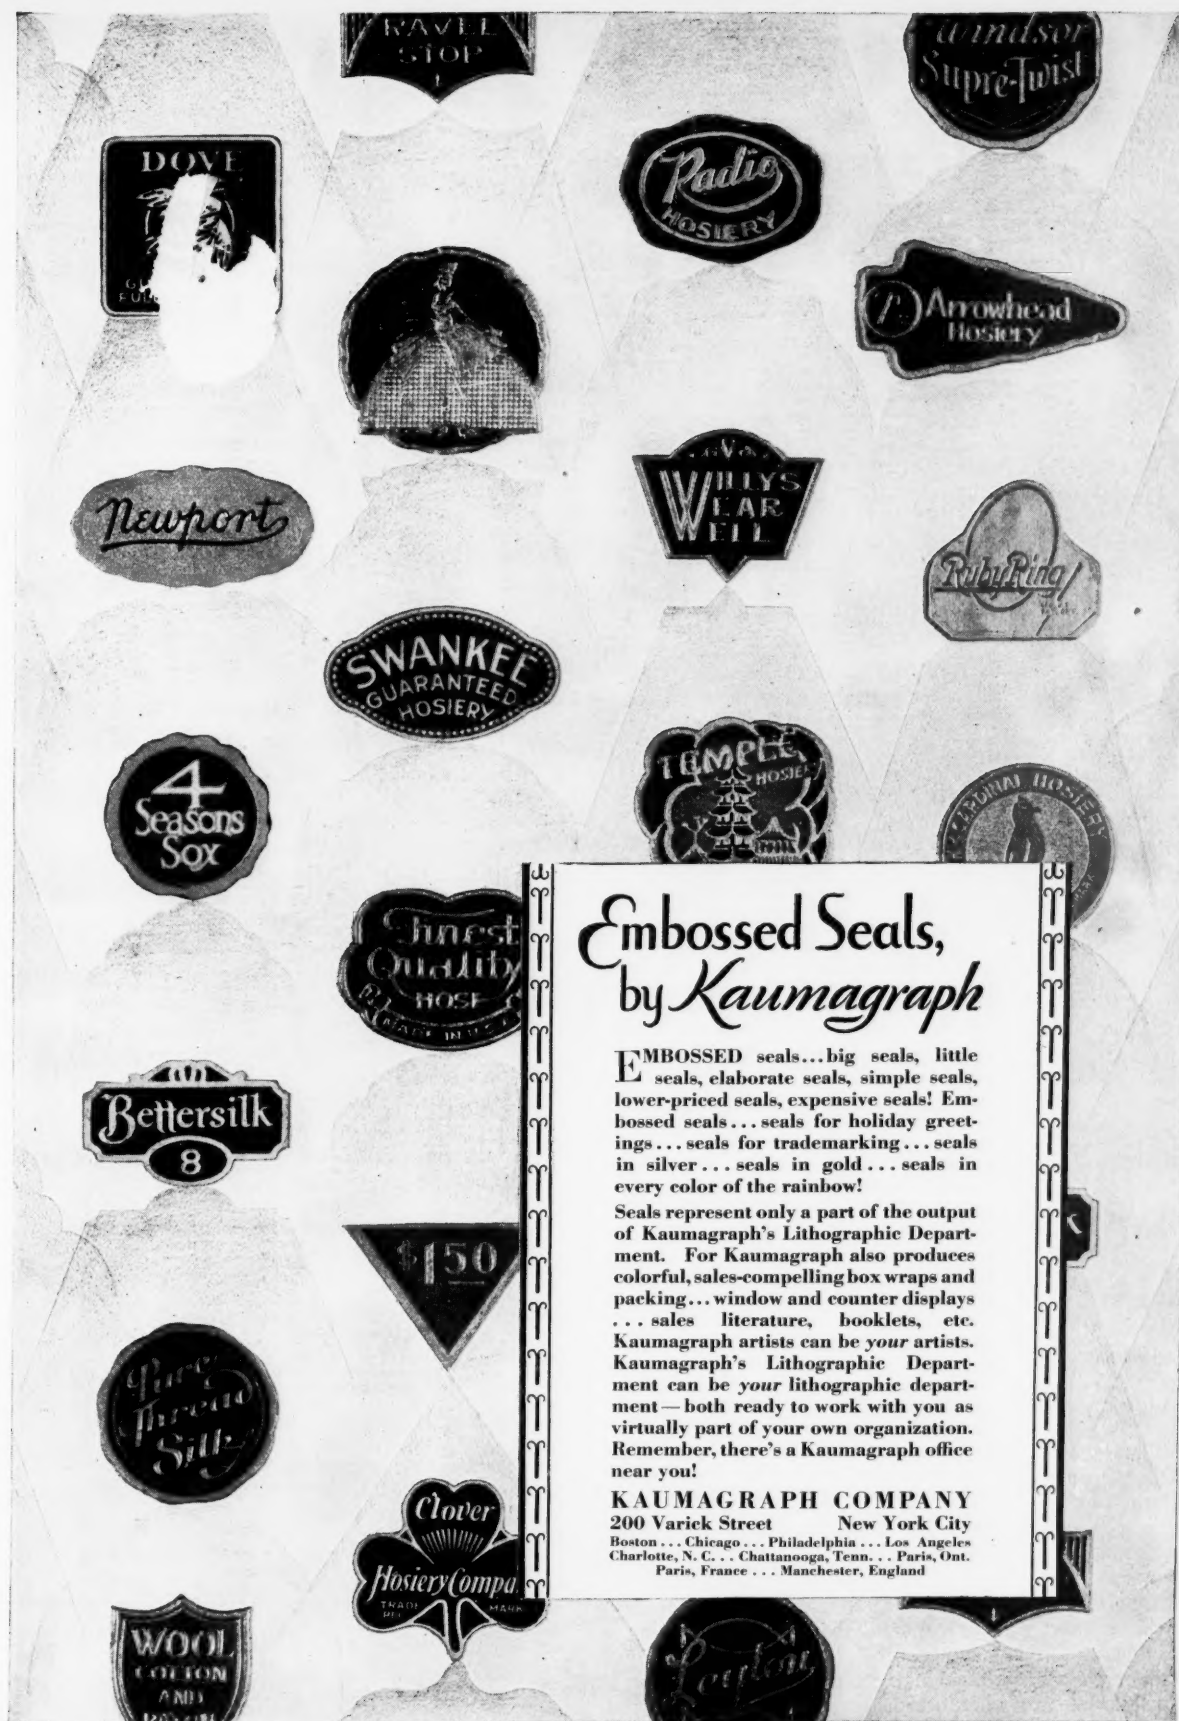 RAVEL
STOP
Windsor
Supre-Twist
DOVE
Radio
HOSIERY
Arrowhead
Hosiery
Newport
WILLYS
WEAR
WELL
Ruby Ring
SWANKEE
GUARANTEED
HOSIERY
4
Seasons
Sox
TEMPLE
HOSIERY
CARDINAL HOSIERY
Finest
Quality
HOSE
MADE IN U.S.A.
Bettersilk
8
$1.50
Pure
Thread
Silk
Clover
Hosiery Compa
TRADE MARK
REG
WOOL
COTTON
AND
RAYON
Embossed Seals,
by Kaumagraph
EMBOSSED seals...big seals, little
seals, elaborate seals, simple seals,
lower-priced seals, expensive seals! Em-
bossed seals...seals for holiday greet-
ings...seals for trademarking...seals
in silver...seals in gold...seals in
every color of the rainbow!
Seals represent only a part of the output
of Kaumagraph's Lithographic Depart-
ment. For Kaumagraph also produces
colorful, sales-compelling box wraps and
packing...window and counter displays
...sales literature, booklets, etc.
Kaumagraph artists can be your artists.
Kaumagraph's Lithographic Depart-
ment can be your lithographic depart-
ment—both ready to work with you as
virtually part of your own organization.
Remember, there's a Kaumagraph office
near you!
KAUMAGRAPH COMPANY
200 Varick Street New York City
Boston...Chicago...Philadelphia...Los Angeles
Charlotte, N. C...Chattanooga, Tenn...Paris, Ont.
Paris, France...Manchester, England